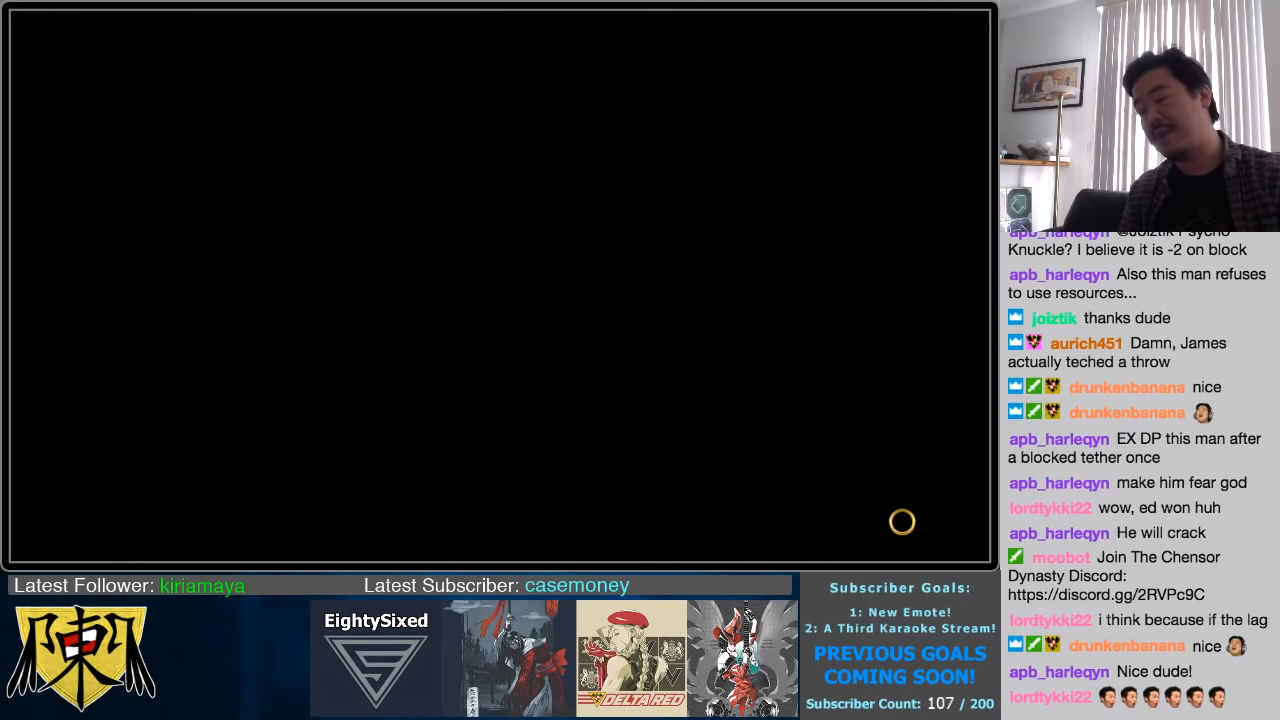 Knuckle? I believe it is -2 on block
apb_harleqyn Also this man refuses
to use resources...
joiztik thanks dude
aurich451 Damn, James
actually teched a throw
drunkenbanana nice
drunkenbanana
apb_harleqyn EX DP this man after
a blocked tether once
apb_harleqyn make him fear god
lordtykki22 wow, ed won huh
apb_harleqyn He will crack
moobot Join The Chensor
Dynasty Discord:
https://discord.gg/2RVPc9C
lordtykki22 i think because if the lag
drunkenbanana nice
apb_harleqyn Nice dude!
lordtykki22
Latest Follower: kiriamaya
Latest Subscriber: casemoney
EightySixed
DELTA RED
Subscriber Goals:
1: New Emote!
2: A Third Karaoke Stream!
PREVIOUS GOALS
COMING SOON!
Subscriber Count: 107 / 200